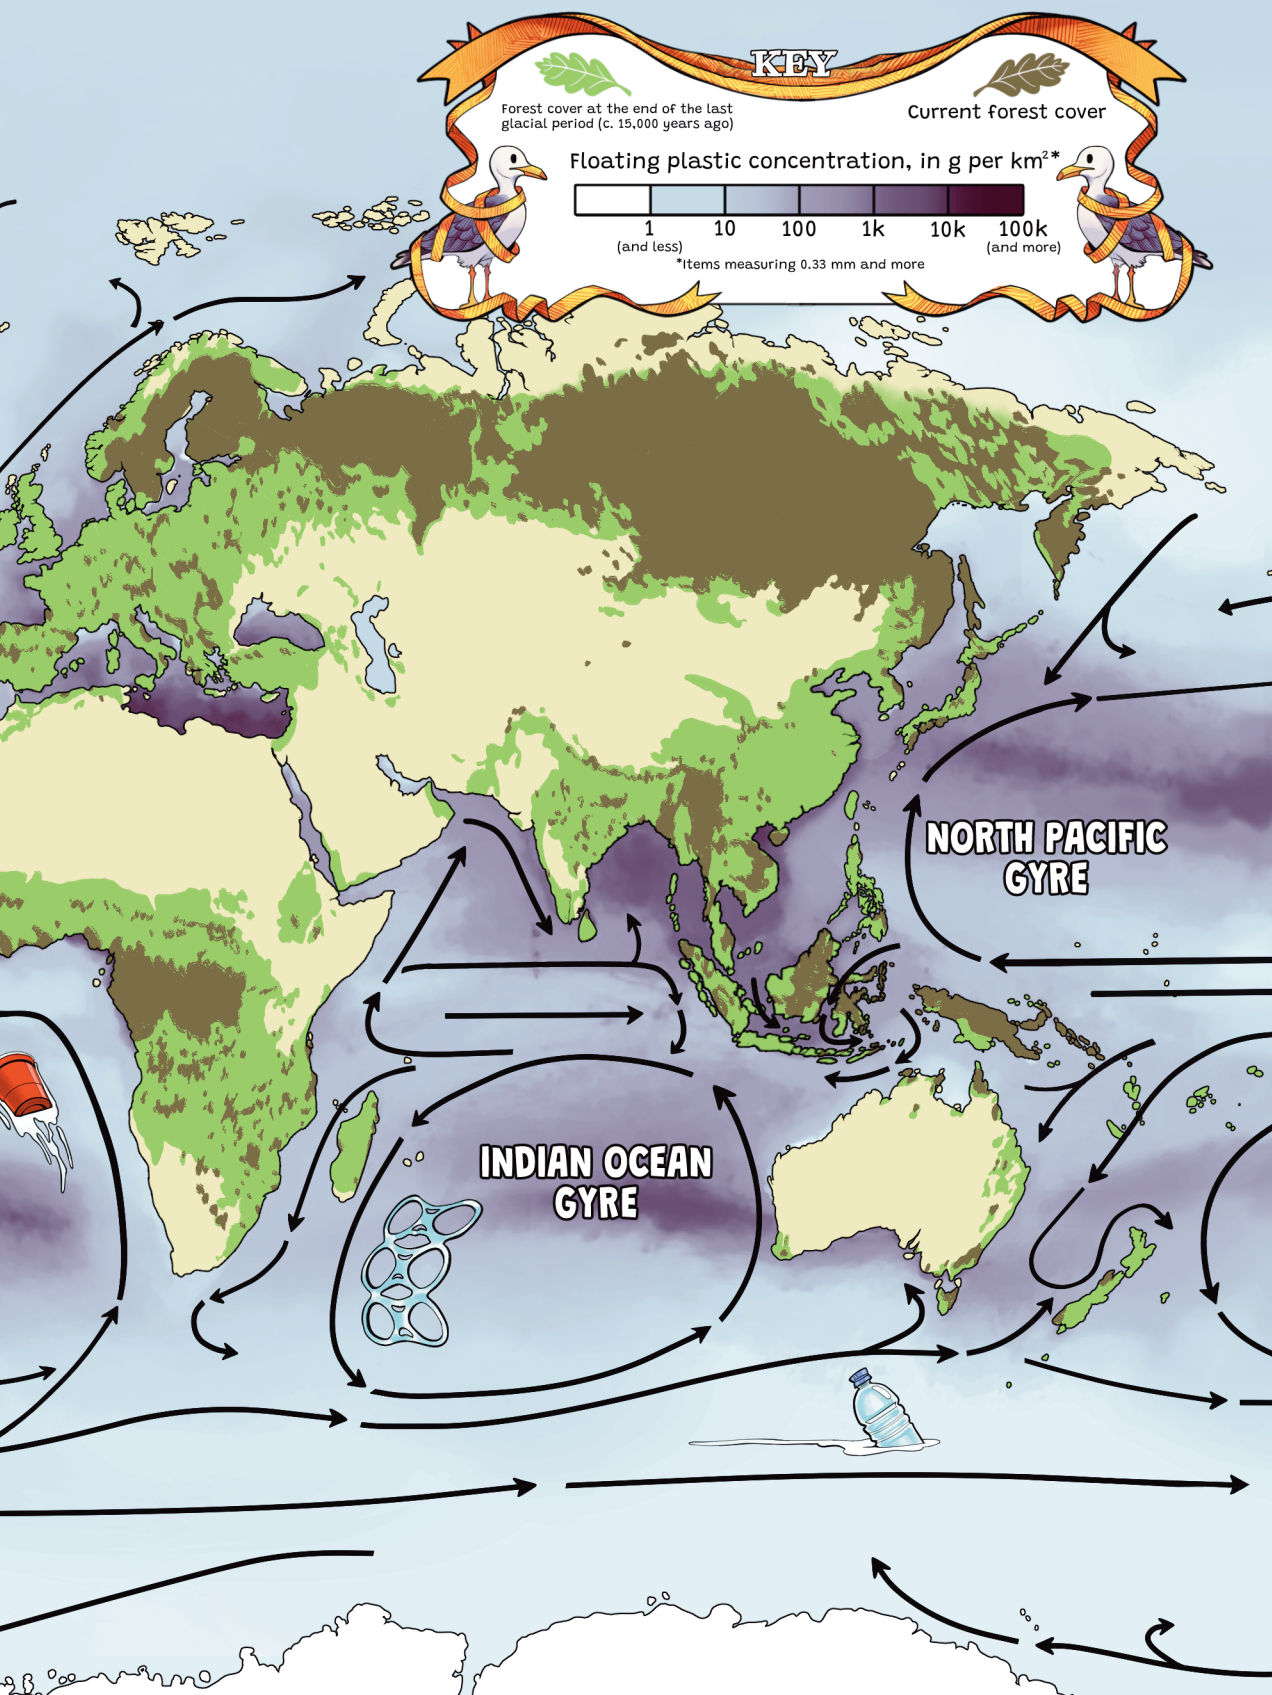 KEY
Forest cover at the end of the last
glacial period (c. 15,000 years ago)
Current forest cover
Floating plastic concentration, in g per km²*
1 10 100 1k 10k 100k
(and less) (and more)
*Items measuring 0.33 mm and more
NORTH PACIFIC
GYRE
INDIAN OCEAN
GYRE